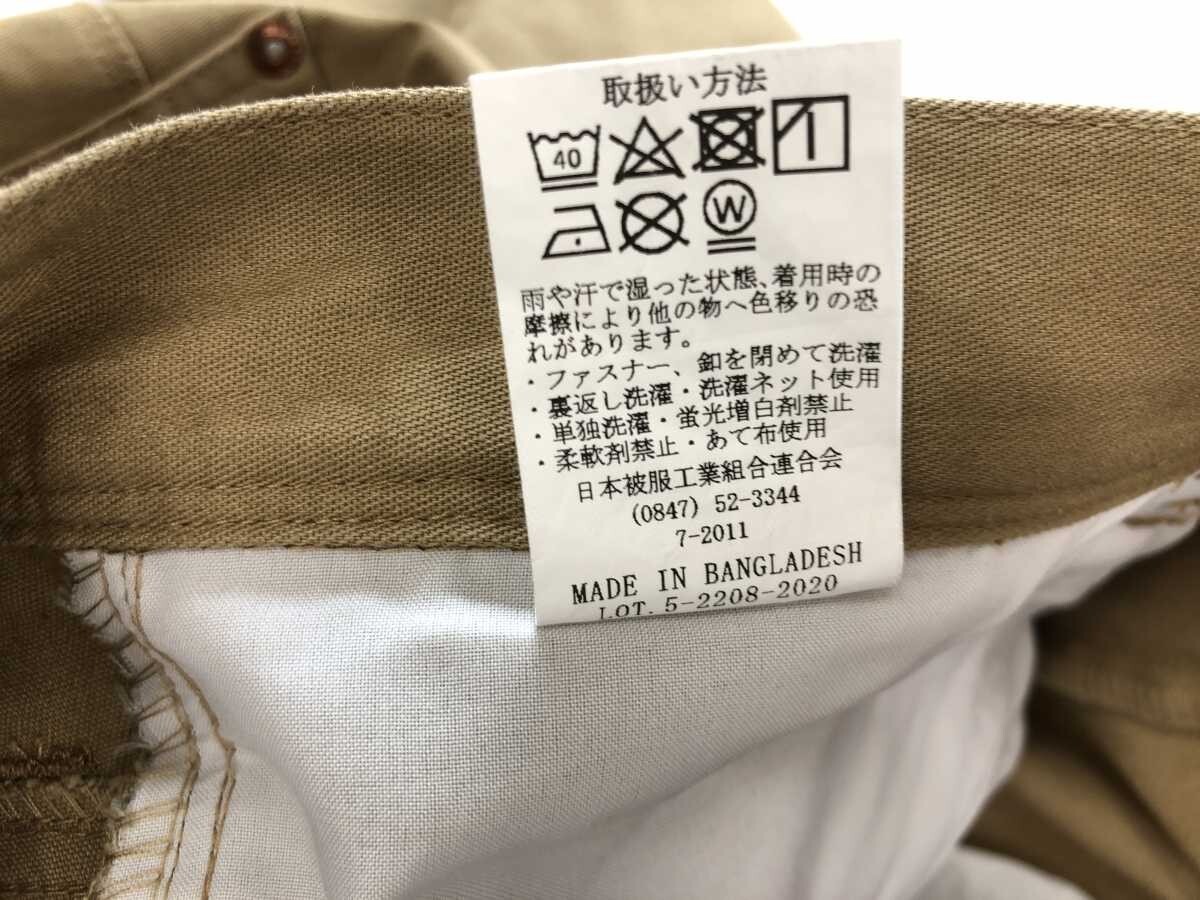 取扱い方法
40
W
雨や汗で湿った状態、着用時の
摩擦により他の物へ色移りの恐
れがあります。
・ファスナー、釦を閉めて洗濯
・裏返し洗濯・洗濯ネット使用
・単独洗濯・蛍光増白剤禁止
・柔軟剤禁止・あて布使用
日本被服工業組合連合会
(0847) 52-3344
7-2011
MADE IN BANGLADESH
LOT. 5-2208-2020